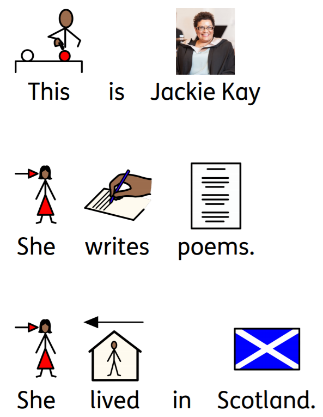 This is Jackie Kay
She writes poems.
She lived in Scotland.